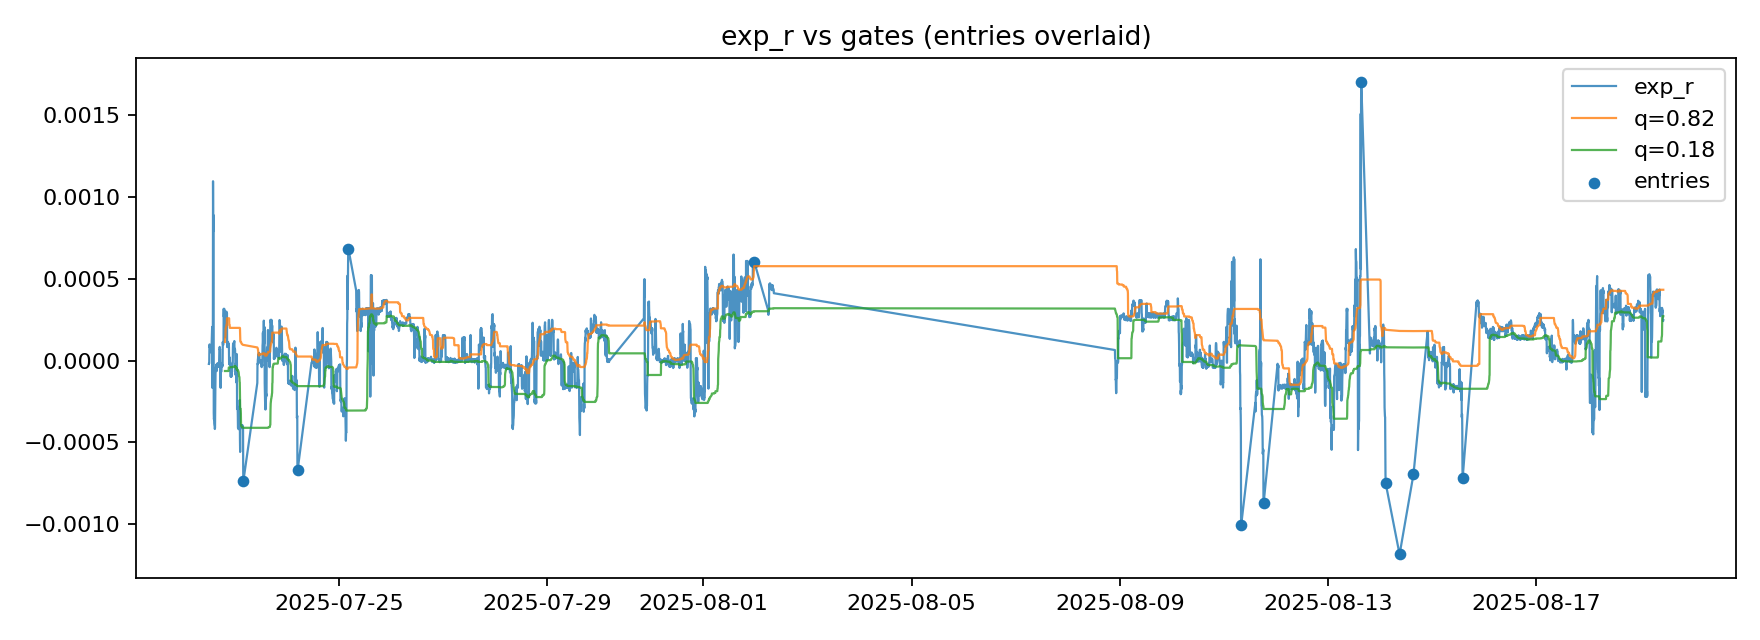 exp_r vs gates (entries overlaid)
0.0015
0.0010
0.0005
0.0000
−0.0005
−0.0010
exp_r
q=0.82
q=0.18
entries
2025-07-25
2025-07-29
2025-08-01
2025-08-05
2025-08-09
2025-08-13
2025-08-17